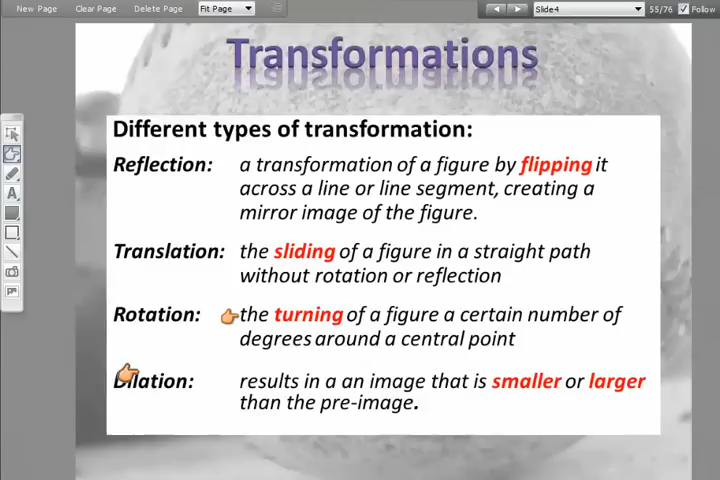 New Page Clear Page Delete Page Fit Page Slide4 55/76 Follow
Transformations
Different types of transformation:
Reflection: a transformation of a figure by flipping it
across a line or line segment, creating a
mirror image of the figure.
Translation: the sliding of a figure in a straight path
without rotation or reflection
Rotation: the turning of a figure a certain number of
degrees around a central point
Dilation: results in a an image that is smaller or larger
than the pre-image.
A